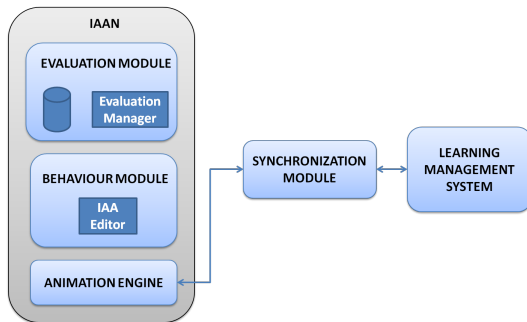 IAAN
EVALUATION MODULE
Evaluation
Manager
BEHAVIOUR MODULE
IAA
Editor
ANIMATION ENGINE
SYNCHRONIZATION
MODULE
LEARNING
MANAGEMENT
SYSTEM